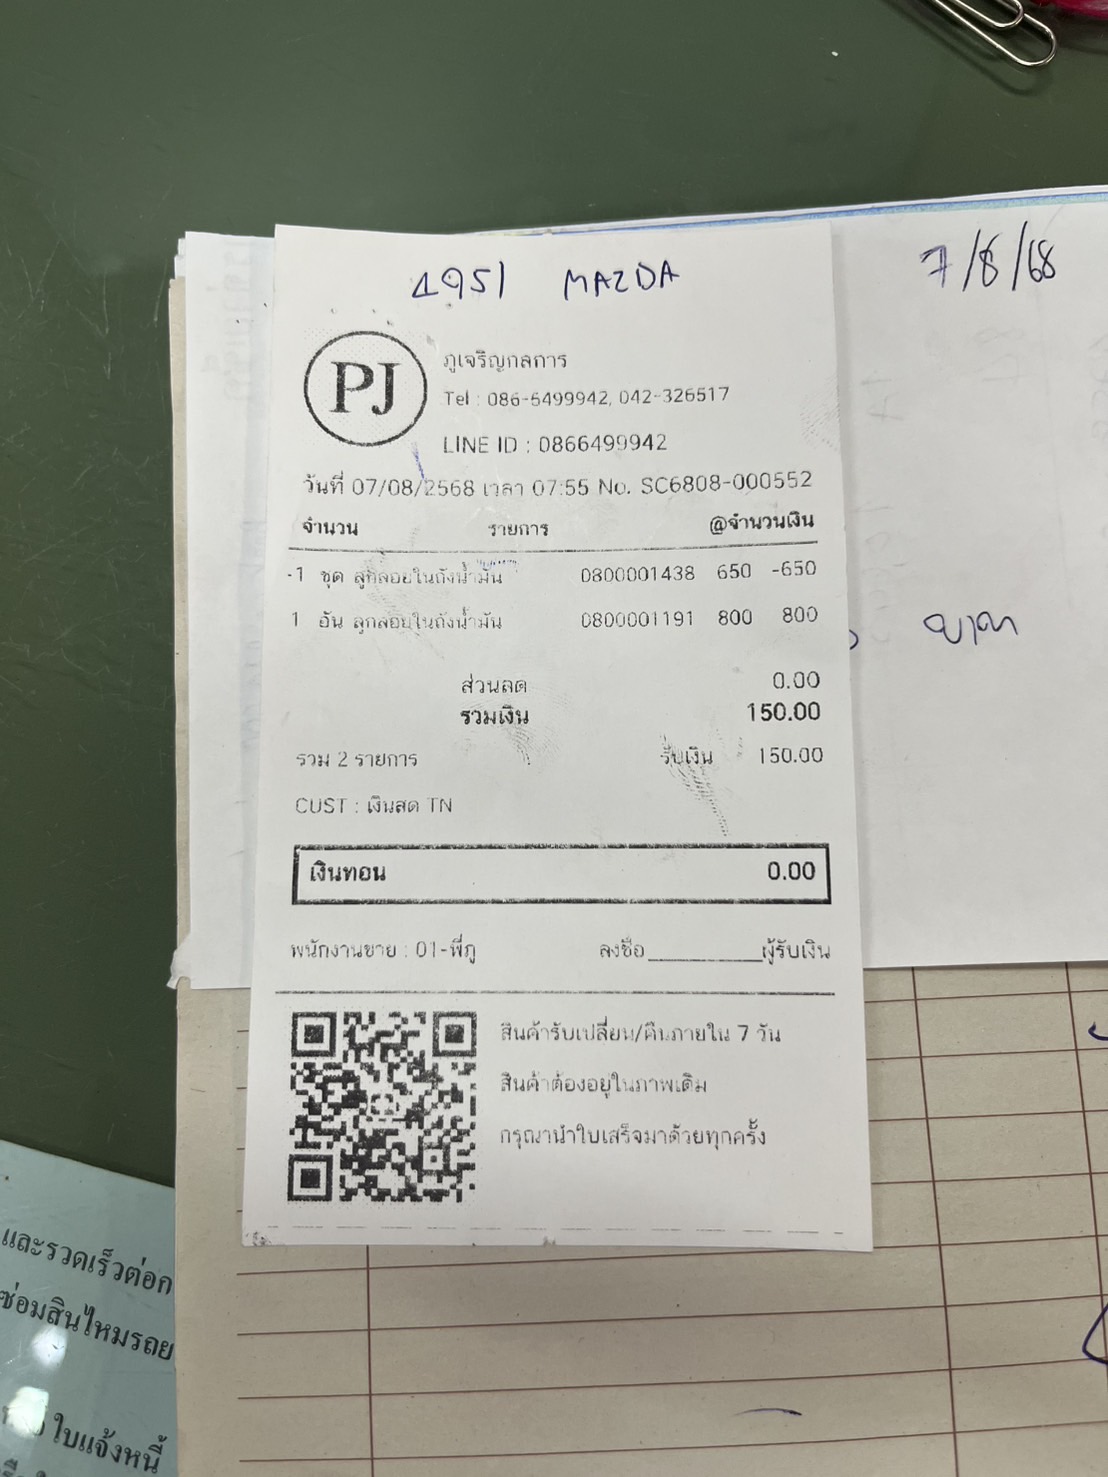 4951 MAZDA
7/8/68
PJ
ภูเจริญกลการ
Tel : 086-6499942, 042-326517
LINE ID : 0866499942
วันที่ 07/08/2568 เวลา 07:55 No. SC6808-000552
จำนวน รายการ @จำนวนเงิน
-1 ชุด ลูกลอยในถังน้ำมัน 0800001438 650 -650
1 อัน ลูกลอยในถังน้ำมัน 0800001191 800 800
บาท
ส่วนลด 0.00
รวมเงิน 150.00
รวม 2 รายการ รับเงิน 150.00
CUST : เงินสด TN
เงินทอน 0.00
พนักงานขาย : 01-พี่ภู ลงชื่อ__________ผู้รับเงิน
สินค้ารับเปลี่ยน/คืนภายใน 7 วัน
สินค้าต้องอยู่ในภาพเดิม
กรุณานำใบเสร็จมาด้วยทุกครั้ง
และรวดเร็วต่อก
ซ่อมสินไหมรถย
ใบแจ้งหนี้